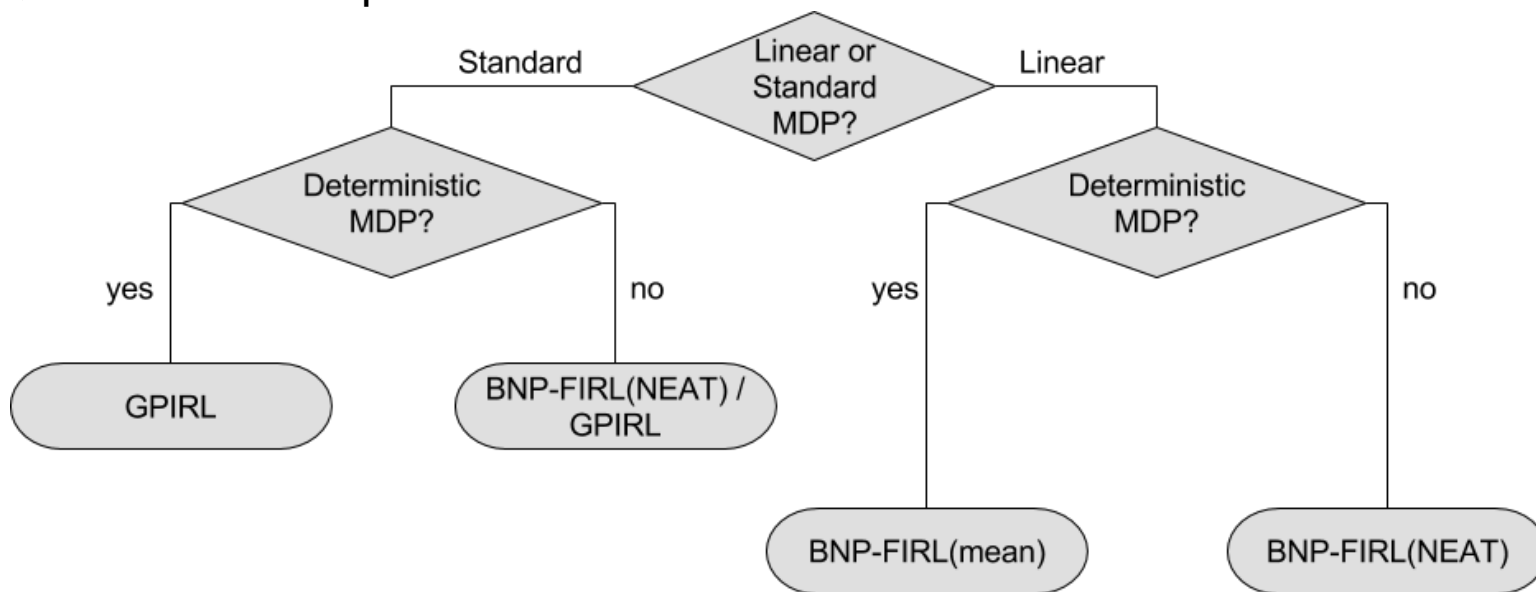 Linear or
Standard
MDP?
Standard
Linear
Deterministic
MDP?
Deterministic
MDP?
yes
no
yes
no
GPIRL
BNP-FIRL(NEAT) /
GPIRL
BNP-FIRL(mean)
BNP-FIRL(NEAT)